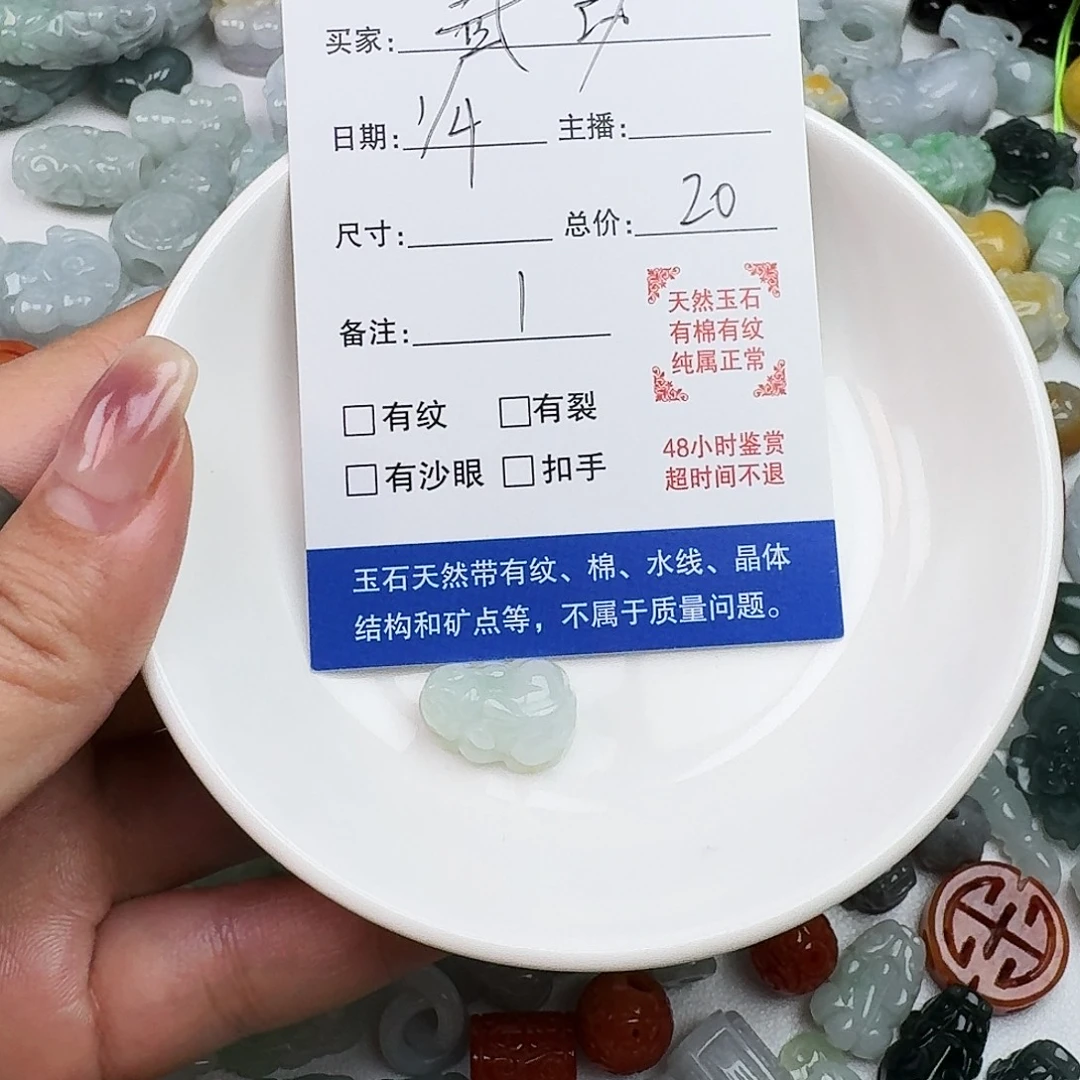 买家:
日期: 1/4 主播:
尺寸: 总价: 20
备注: 1
天然玉石
有棉有纹
纯属正常
□有纹 □有裂
□有沙眼 □扣手
48小时鉴赏
超时间不退
玉石天然带有纹、棉、水线、晶体
结构和矿点等，不属于质量问题。